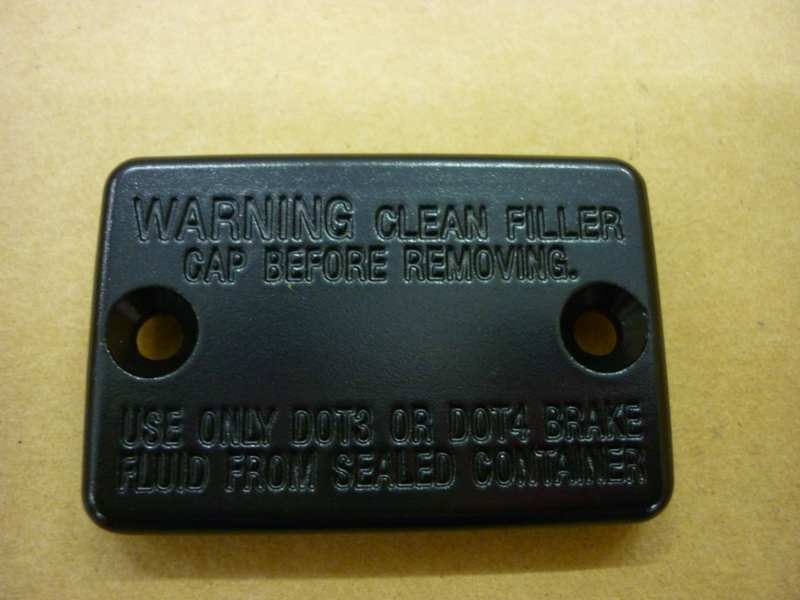 WARNING CLEAN FILLER
CAP BEFORE REMOVING.
USE ONLY DOT3 OR DOT4 BRAKE
FLUID FROM SEALED CONTAINER